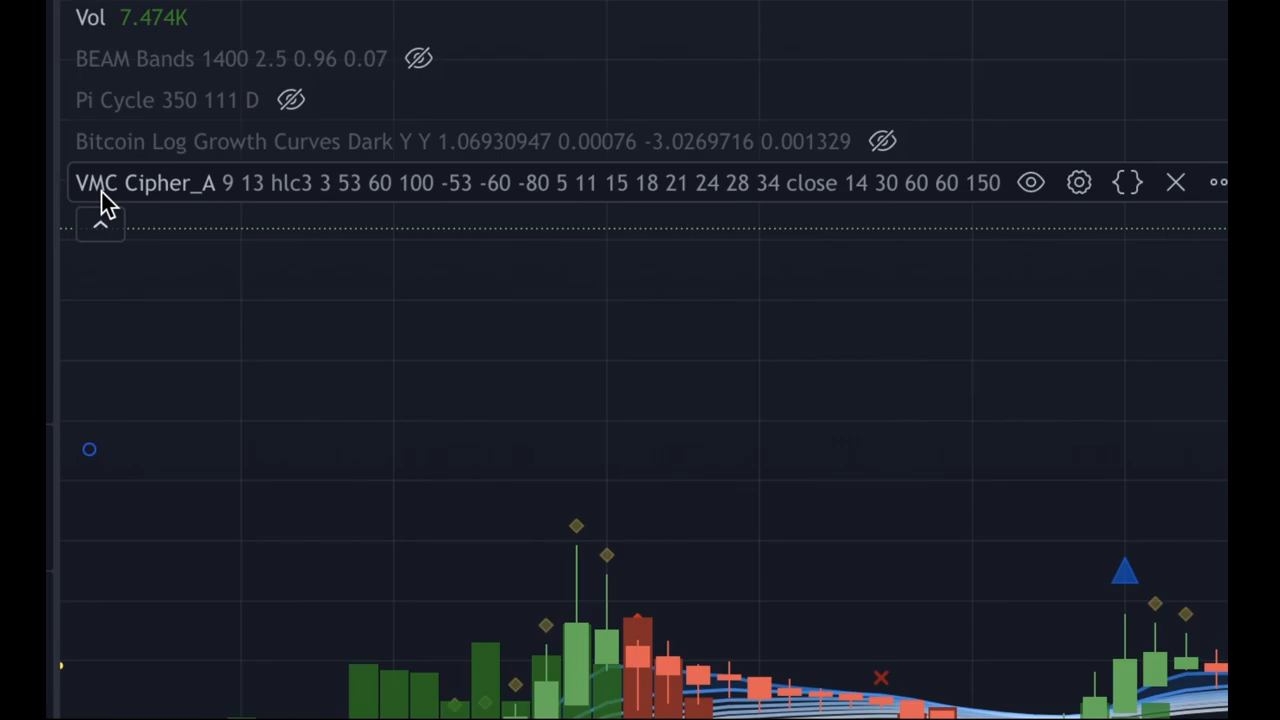 Vol 7.474K
BEAM Bands 1400 2.5 0.96 0.07
Pi Cycle 350 111 D
Bitcoin Log Growth Curves Dark Y Y 1.06930947 0.00076 -3.0269716 0.001329
VMC Cipher_A 9 13 hlc3 3 53 60 100 -53 -60 -80 5 11 15 18 21 24 28 34 close 14 30 60 60 150